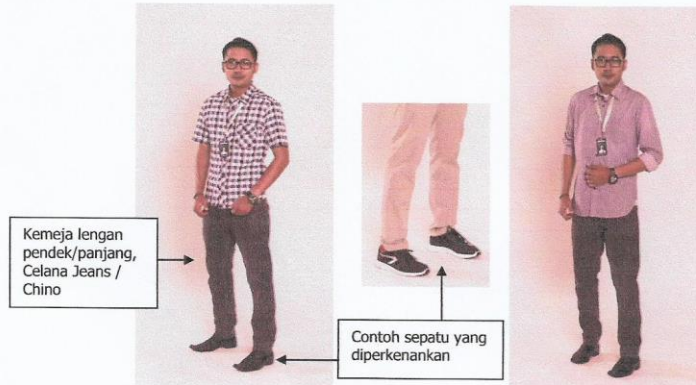 Kemeja lengan
pendek/panjang,
Celana Jeans /
Chino
Contoh sepatu yang
diperkenankan